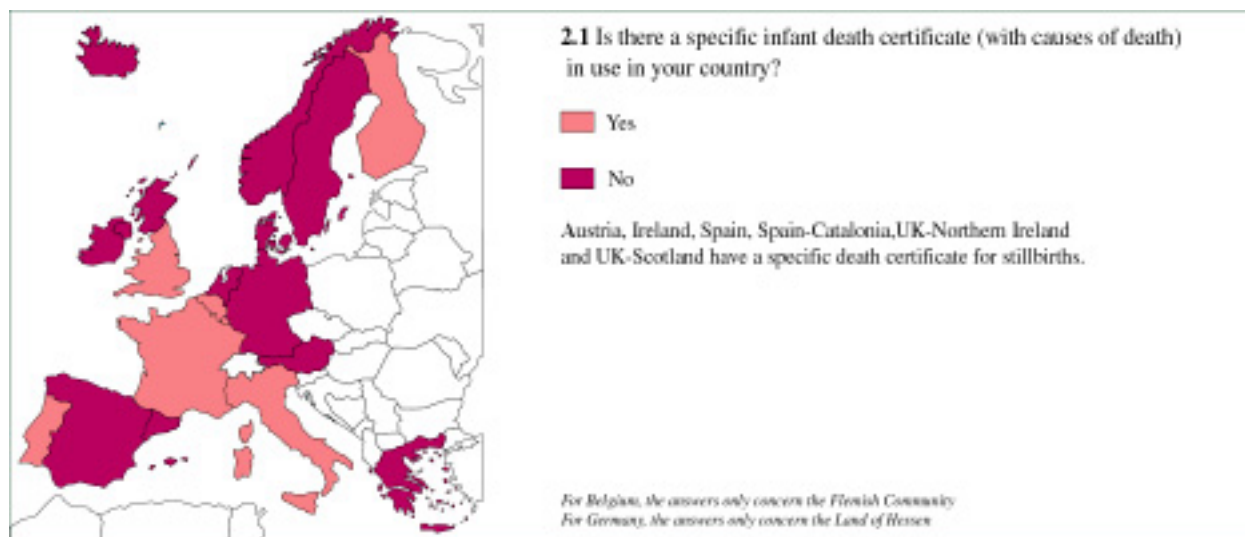 2.1 Is there a specific infant death certificate (with causes of death)
in use in your country?
Yes
No
Austria, Ireland, Spain, Spain-Catalonia,UK-Northern Ireland
and UK-Scotland have a specific death certificate for stillbirths.
For Belgium, the answers only concern the Flemish Community
For Germany, the answers only concern the Land of Hessen